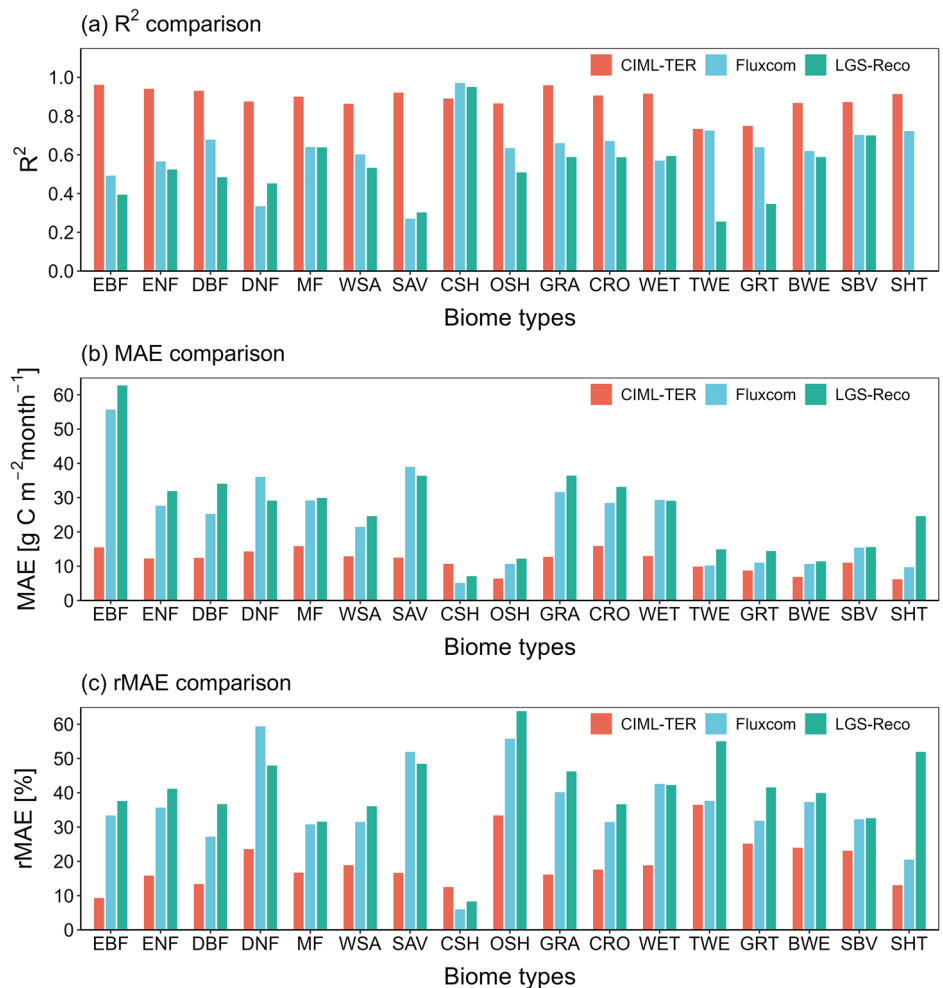 (a) R² comparison
CIML-TER Fluxcom LGS-Reco
1.0
0.8
0.6
0.4
0.2
0.0
R²
EBF ENF DBF DNF MF WSA SAV CSH OSH GRA CRO WET TWE GRT BWE SBV SHT
Biome types
(b) MAE comparison
CIML-TER Fluxcom LGS-Reco
60
50
40
30
20
10
0
MAE [g C m⁻²month⁻¹]
EBF ENF DBF DNF MF WSA SAV CSH OSH GRA CRO WET TWE GRT BWE SBV SHT
Biome types
(c) rMAE comparison
CIML-TER Fluxcom LGS-Reco
60
50
40
30
20
10
0
rMAE [%]
EBF ENF DBF DNF MF WSA SAV CSH OSH GRA CRO WET TWE GRT BWE SBV SHT
Biome types